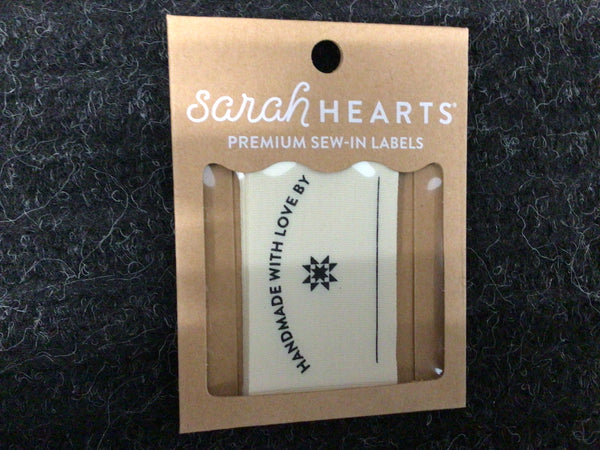 sarah HEARTS®
PREMIUM SEW-IN LABELS
HANDMADE WITH LOVE BY